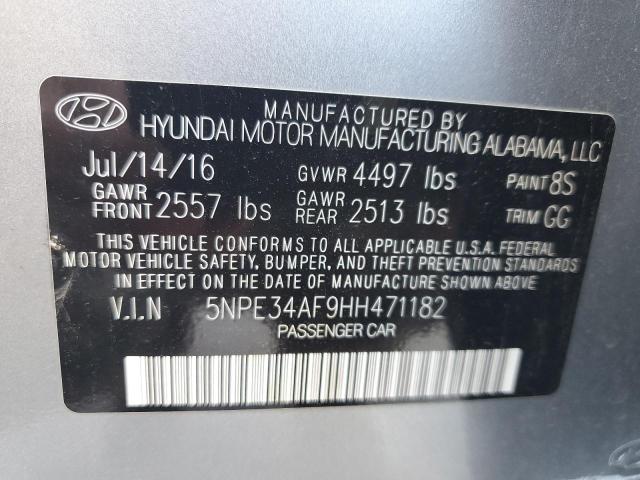 MANUFACTURED BY
HYUNDAI MOTOR MANUFACTURING ALABAMA, LLC
Jul/14/16 GVWR 4497 lbs PAINT 8S
GAWR FRONT 2557 lbs GAWR REAR 2513 lbs TRIM GG
THIS VEHICLE CONFORMS TO ALL APPLICABLE U.S.A. FEDERAL
MOTOR VEHICLE SAFETY, BUMPER, AND THEFT PREVENTION STANDARDS
IN EFFECT ON THE DATE OF MANUFACTURE SHOWN ABOVE
V.I.N 5NPE34AF9HH471182
PASSENGER CAR